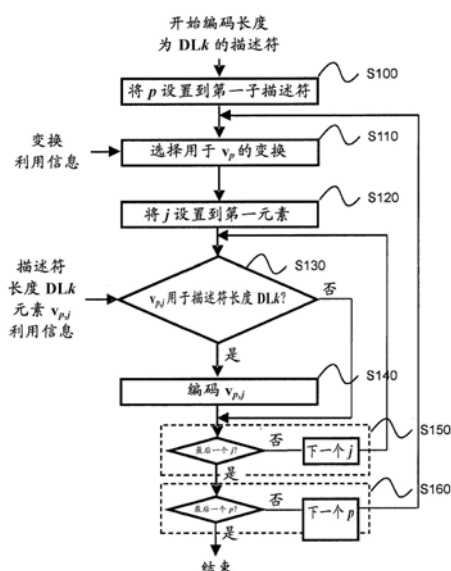 开始编码长度
为 DLk 的描述符
S100
将 p 设置到第一子描述符
S110
变换
利用信息
选择用于 vp 的变换
S120
将 j 设置到第一元素
S130
描述符
长度 DLk
元素 vp,j
利用信息
vp,j用于描述符长度 DLk?
否
是
S140
编码 vp,j
S150
最后一个 j?
否
下一个 j
是
S160
最后一个 p?
否
下一个 p
是
结束